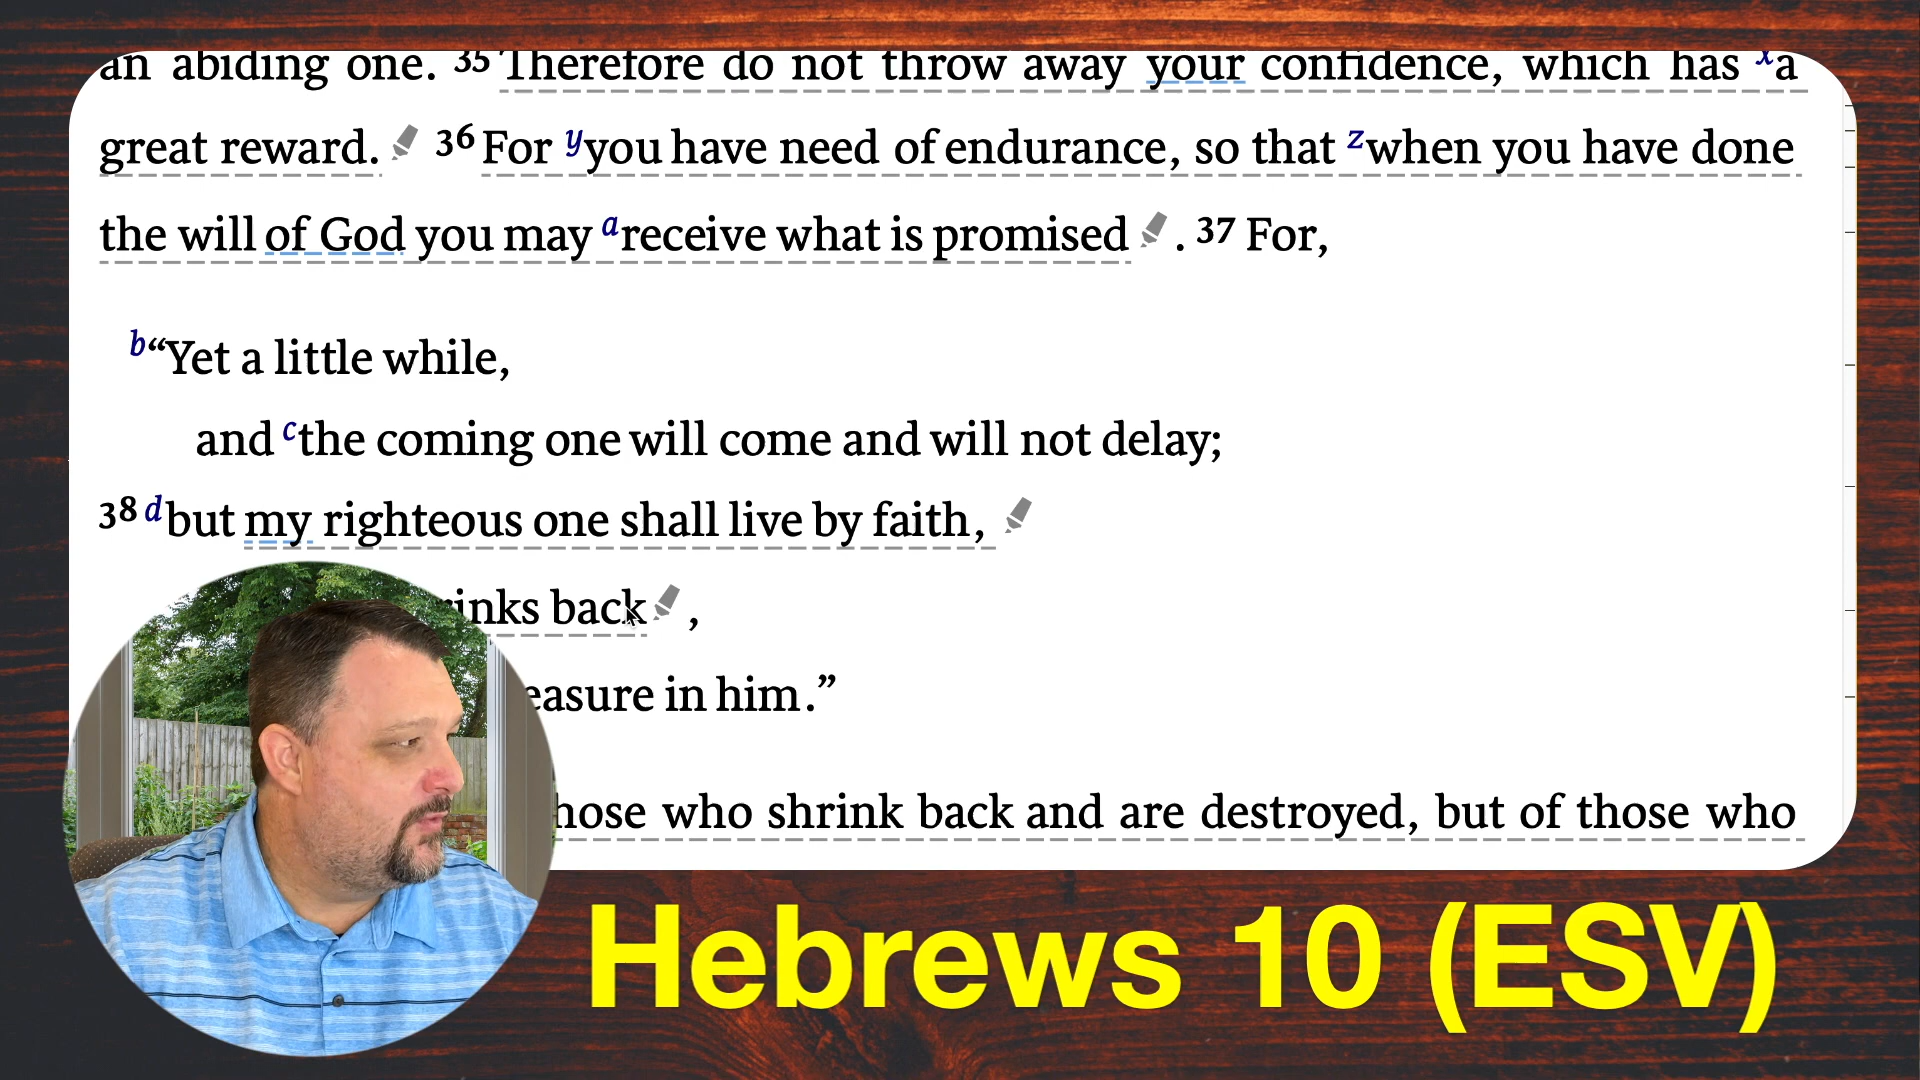 an abiding one. 35 Therefore do not throw away your confidence, which has x a
great reward. 36 For y you have need of endurance, so that z when you have done
the will of God you may a receive what is promised . 37 For,
b “Yet a little while,
and c the coming one will come and will not delay;
38 d but my righteous one shall live by faith,
rinks back ,
easure in him.”
hose who shrink back and are destroyed, but of those who
Hebrews 10 (ESV)